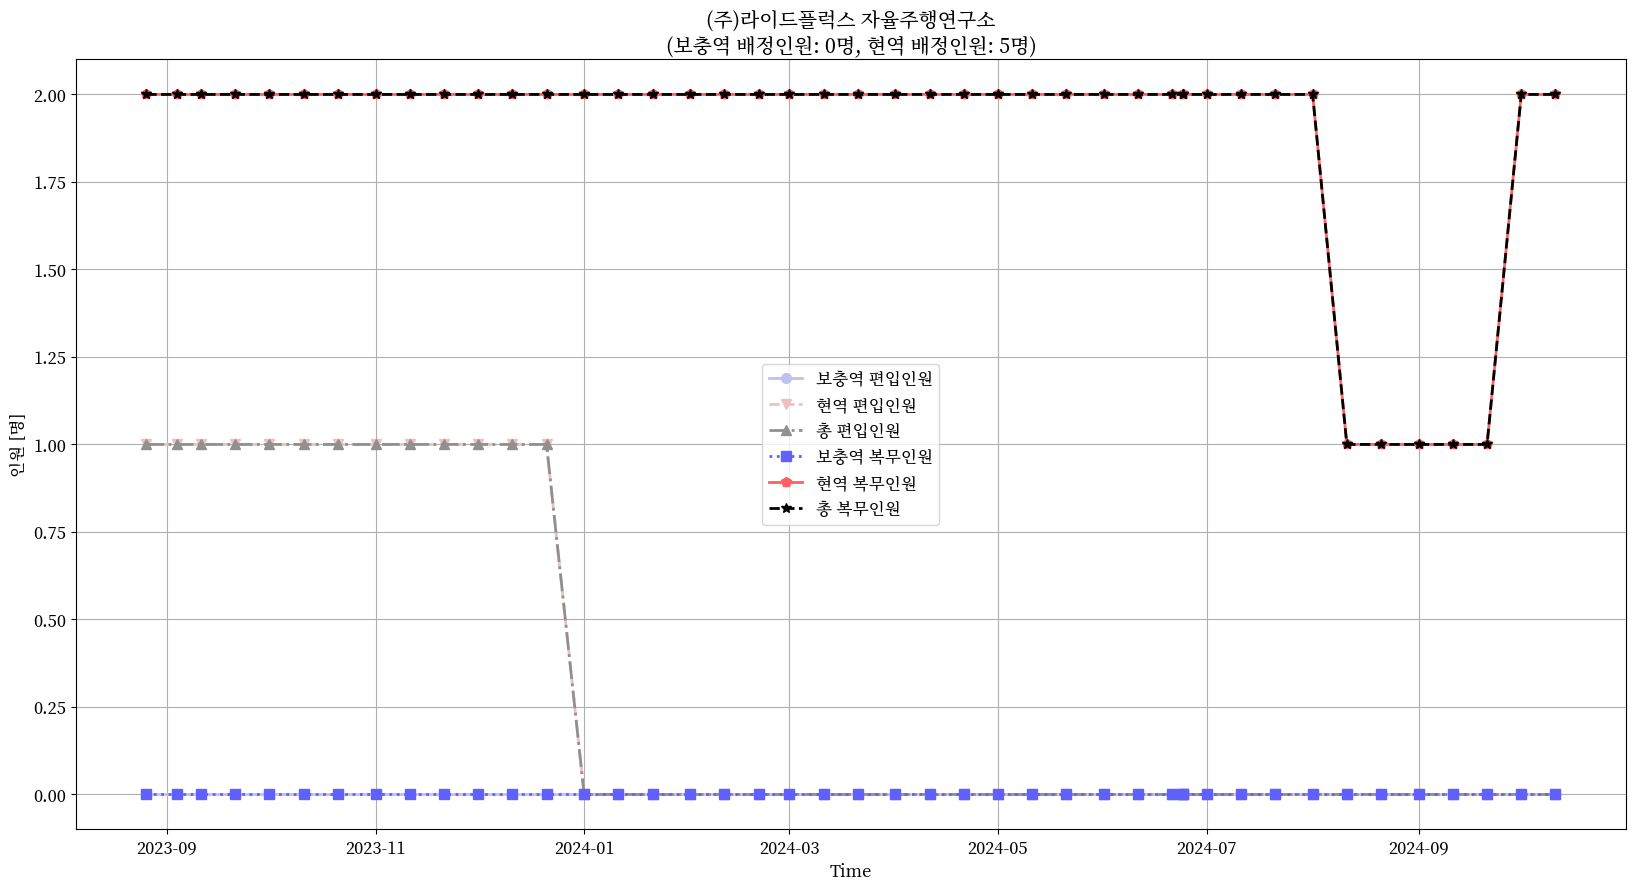 (주)라이드플럭스 자율주행연구소
(보충역 배정인원: 0명, 현역 배정인원: 5명)
2.00
1.75
1.50
1.25
1.00
0.75
0.50
0.25
0.00
인원 [명]
보충역 편입인원
현역 편입인원
총 편입인원
보충역 복무인원
현역 복무인원
총 복무인원
2023-09 2023-11 2024-01 2024-03 2024-05 2024-07 2024-09
Time